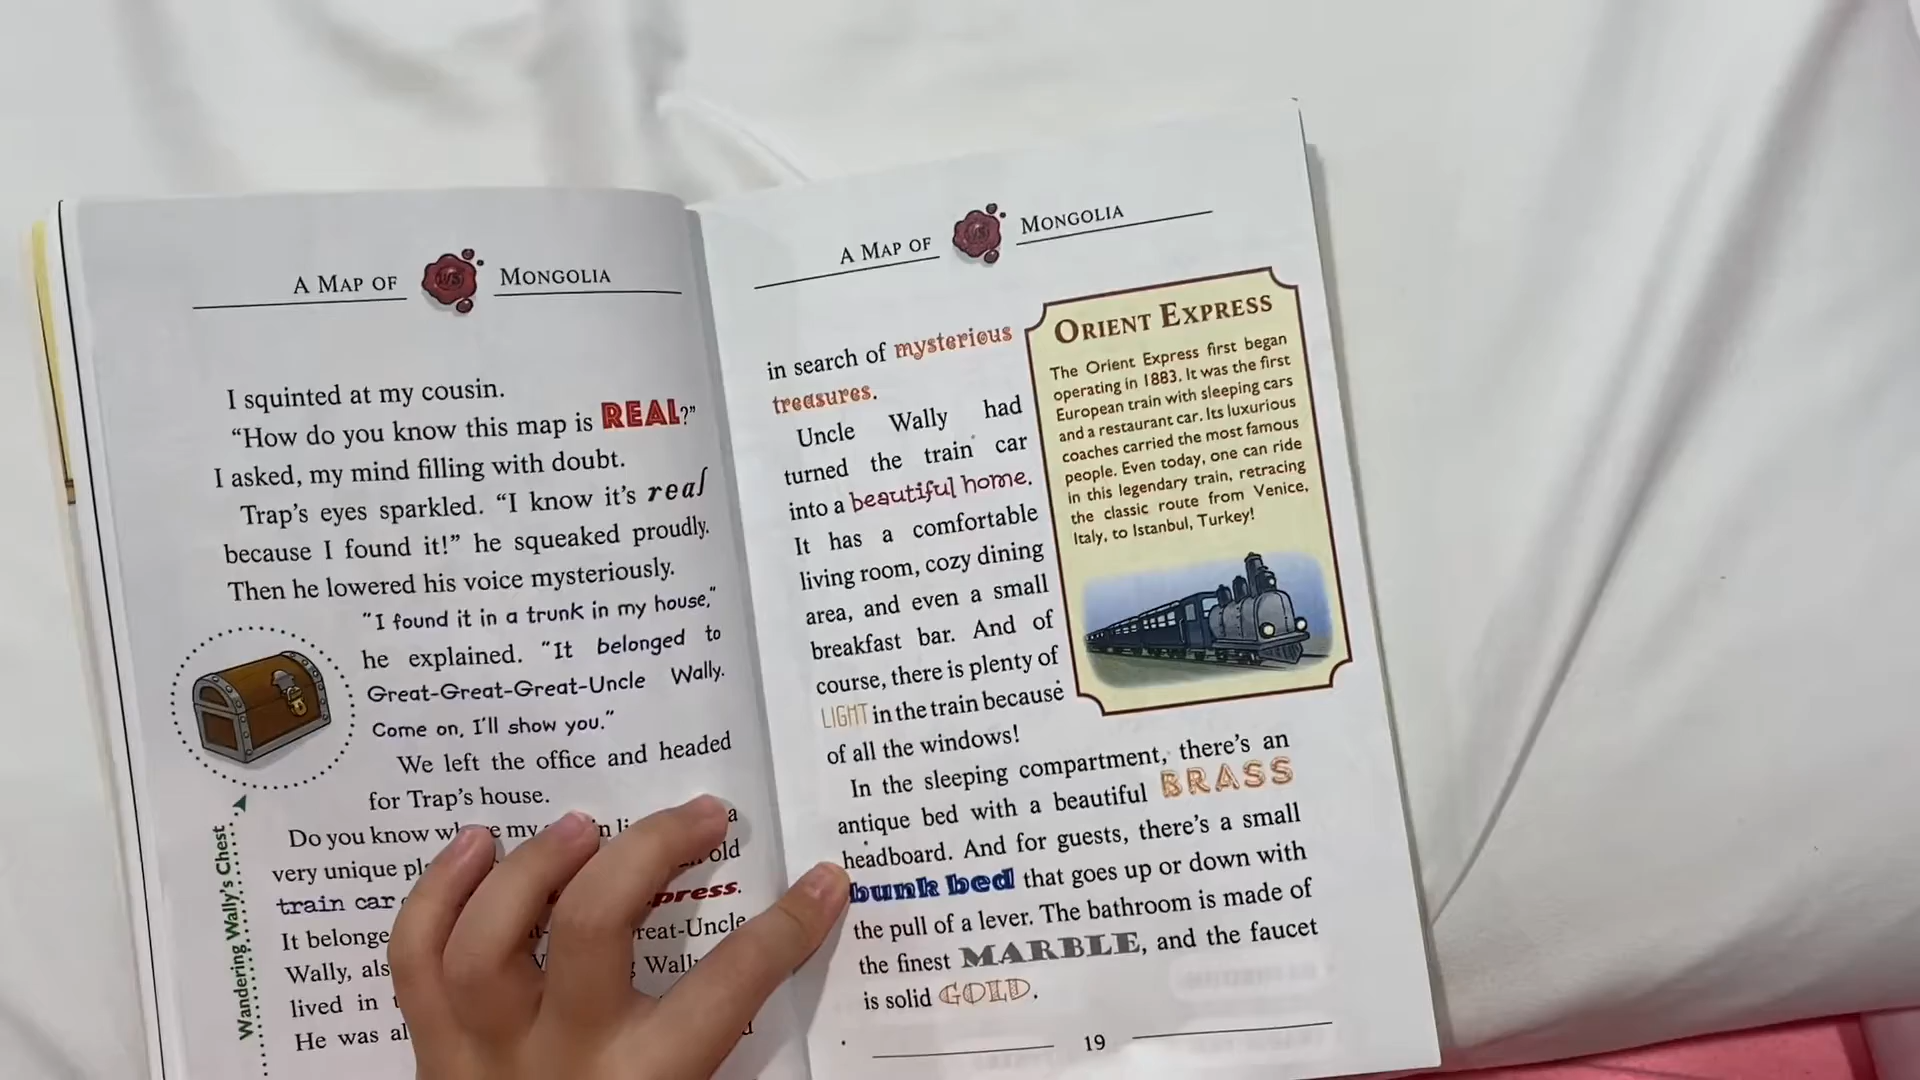 A MAP OF MONGOLIA
I squinted at my cousin.
“How do you know this map is REAL?”
I asked, my mind filling with doubt.
Trap’s eyes sparkled. “I know it’s real
because I found it!” he squeaked proudly.
Then he lowered his voice mysteriously.
“I found it in a trunk in my house,”
he explained. “It belonged to
Great-Great-Great-Uncle Wally.
Come on, I’ll show you.”
We left the office and headed
for Trap’s house.
Wandering Wally’s Chest
Do you know my a
very unique old
train car
It reat-Uncle
Wally, Wally
lived in
He was
A MAP OF MONGOLIA
in search of mysterious
treasures.
Uncle Wally had
turned the train car
into a beautiful home.
It has a comfortable
living room, cozy dining
area, and even a small
breakfast bar. And of
course, there is plenty of
LIGHT in the train because
of all the windows!
ORIENT EXPRESS
The Orient Express first began
operating in 1883. It was the first
European train with sleeping cars
and a restaurant car. Its luxurious
coaches carried the most famous
people. Even today, one can ride
in this legendary train, retracing
the classic route from Venice,
Italy, to Istanbul, Turkey!
In the sleeping compartment, there’s an
antique bed with a beautiful BRASS
headboard. And for guests, there’s a small
bunk bed that goes up or down with
the pull of a lever. The bathroom is made of
the finest MARBLE, and the faucet
is solid GOLD.
19